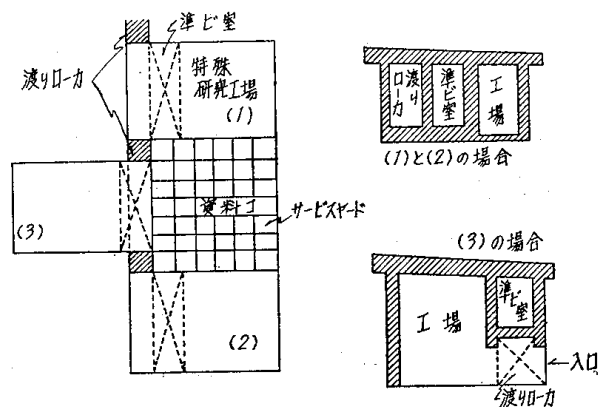 準ビ室
渡りローカ
特殊
研究工場
(1)
(3)
資料コ
サービスヤード
(2)
渡り
ローカ
準ビ室
工場
(1)と(2)の場合
(3)の場合
準ビ室
工場
入口
渡りローカ